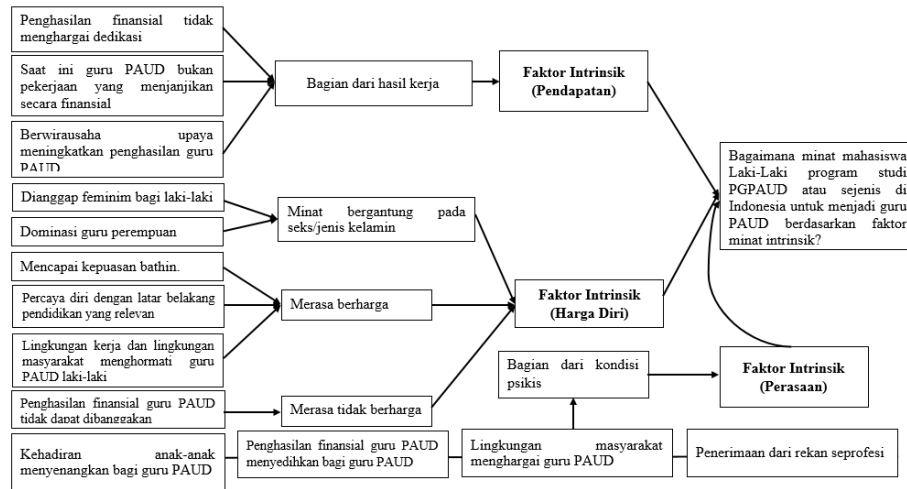 Penghasilan finansial tidak
menghargai dedikasi
Saat ini guru PAUD bukan
pekerjaan yang menjanjikan
secara finansial
Berwirausaha upaya
meningkatkan penghasilan guru
PAUD
Dianggap feminim bagi laki-laki
Dominasi guru perempuan
Mencapai kepuasan bathin.
Percaya diri dengan latar belakang
pendidikan yang relevan
Lingkungan kerja dan lingkungan
masyarakat menghormati guru
PAUD laki-laki
Penghasilan finansial guru PAUD
tidak dapat dibanggakan
Kehadiran anak-anak
menyenangkan bagi guru PAUD
Bagian dari hasil kerja
Minat bergantung pada
seks/jenis kelamin
Merasa berharga
Merasa tidak berharga
Penghasilan finansial guru PAUD
menyedihkan bagi guru PAUD
Faktor Intrinsik
(Pendapatan)
Faktor Intrinsik
(Harga Diri)
Bagian dari kondisi
psikis
Lingkungan masyarakat
menghargai guru PAUD
Bagaimana minat mahasiswa
Laki-Laki program studi
PGPAUD atau sejenis di
Indonesia untuk menjadi guru
PAUD berdasarkan faktor
minat intrinsik?
Faktor Intrinsik
(Perasaan)
Penerimaan dari rekan seprofesi